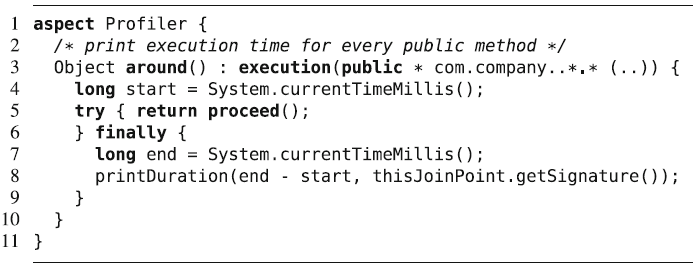 1 aspect Profiler {
2 /* print execution time for every public method */
3 Object around() : execution(public * com.company..*.* (..)) {
4 long start = System.currentTimeMillis();
5 try { return proceed();
6 } finally {
7 long end = System.currentTimeMillis();
8 printDuration(end - start, thisJoinPoint.getSignature());
9 }
10 }
11 }